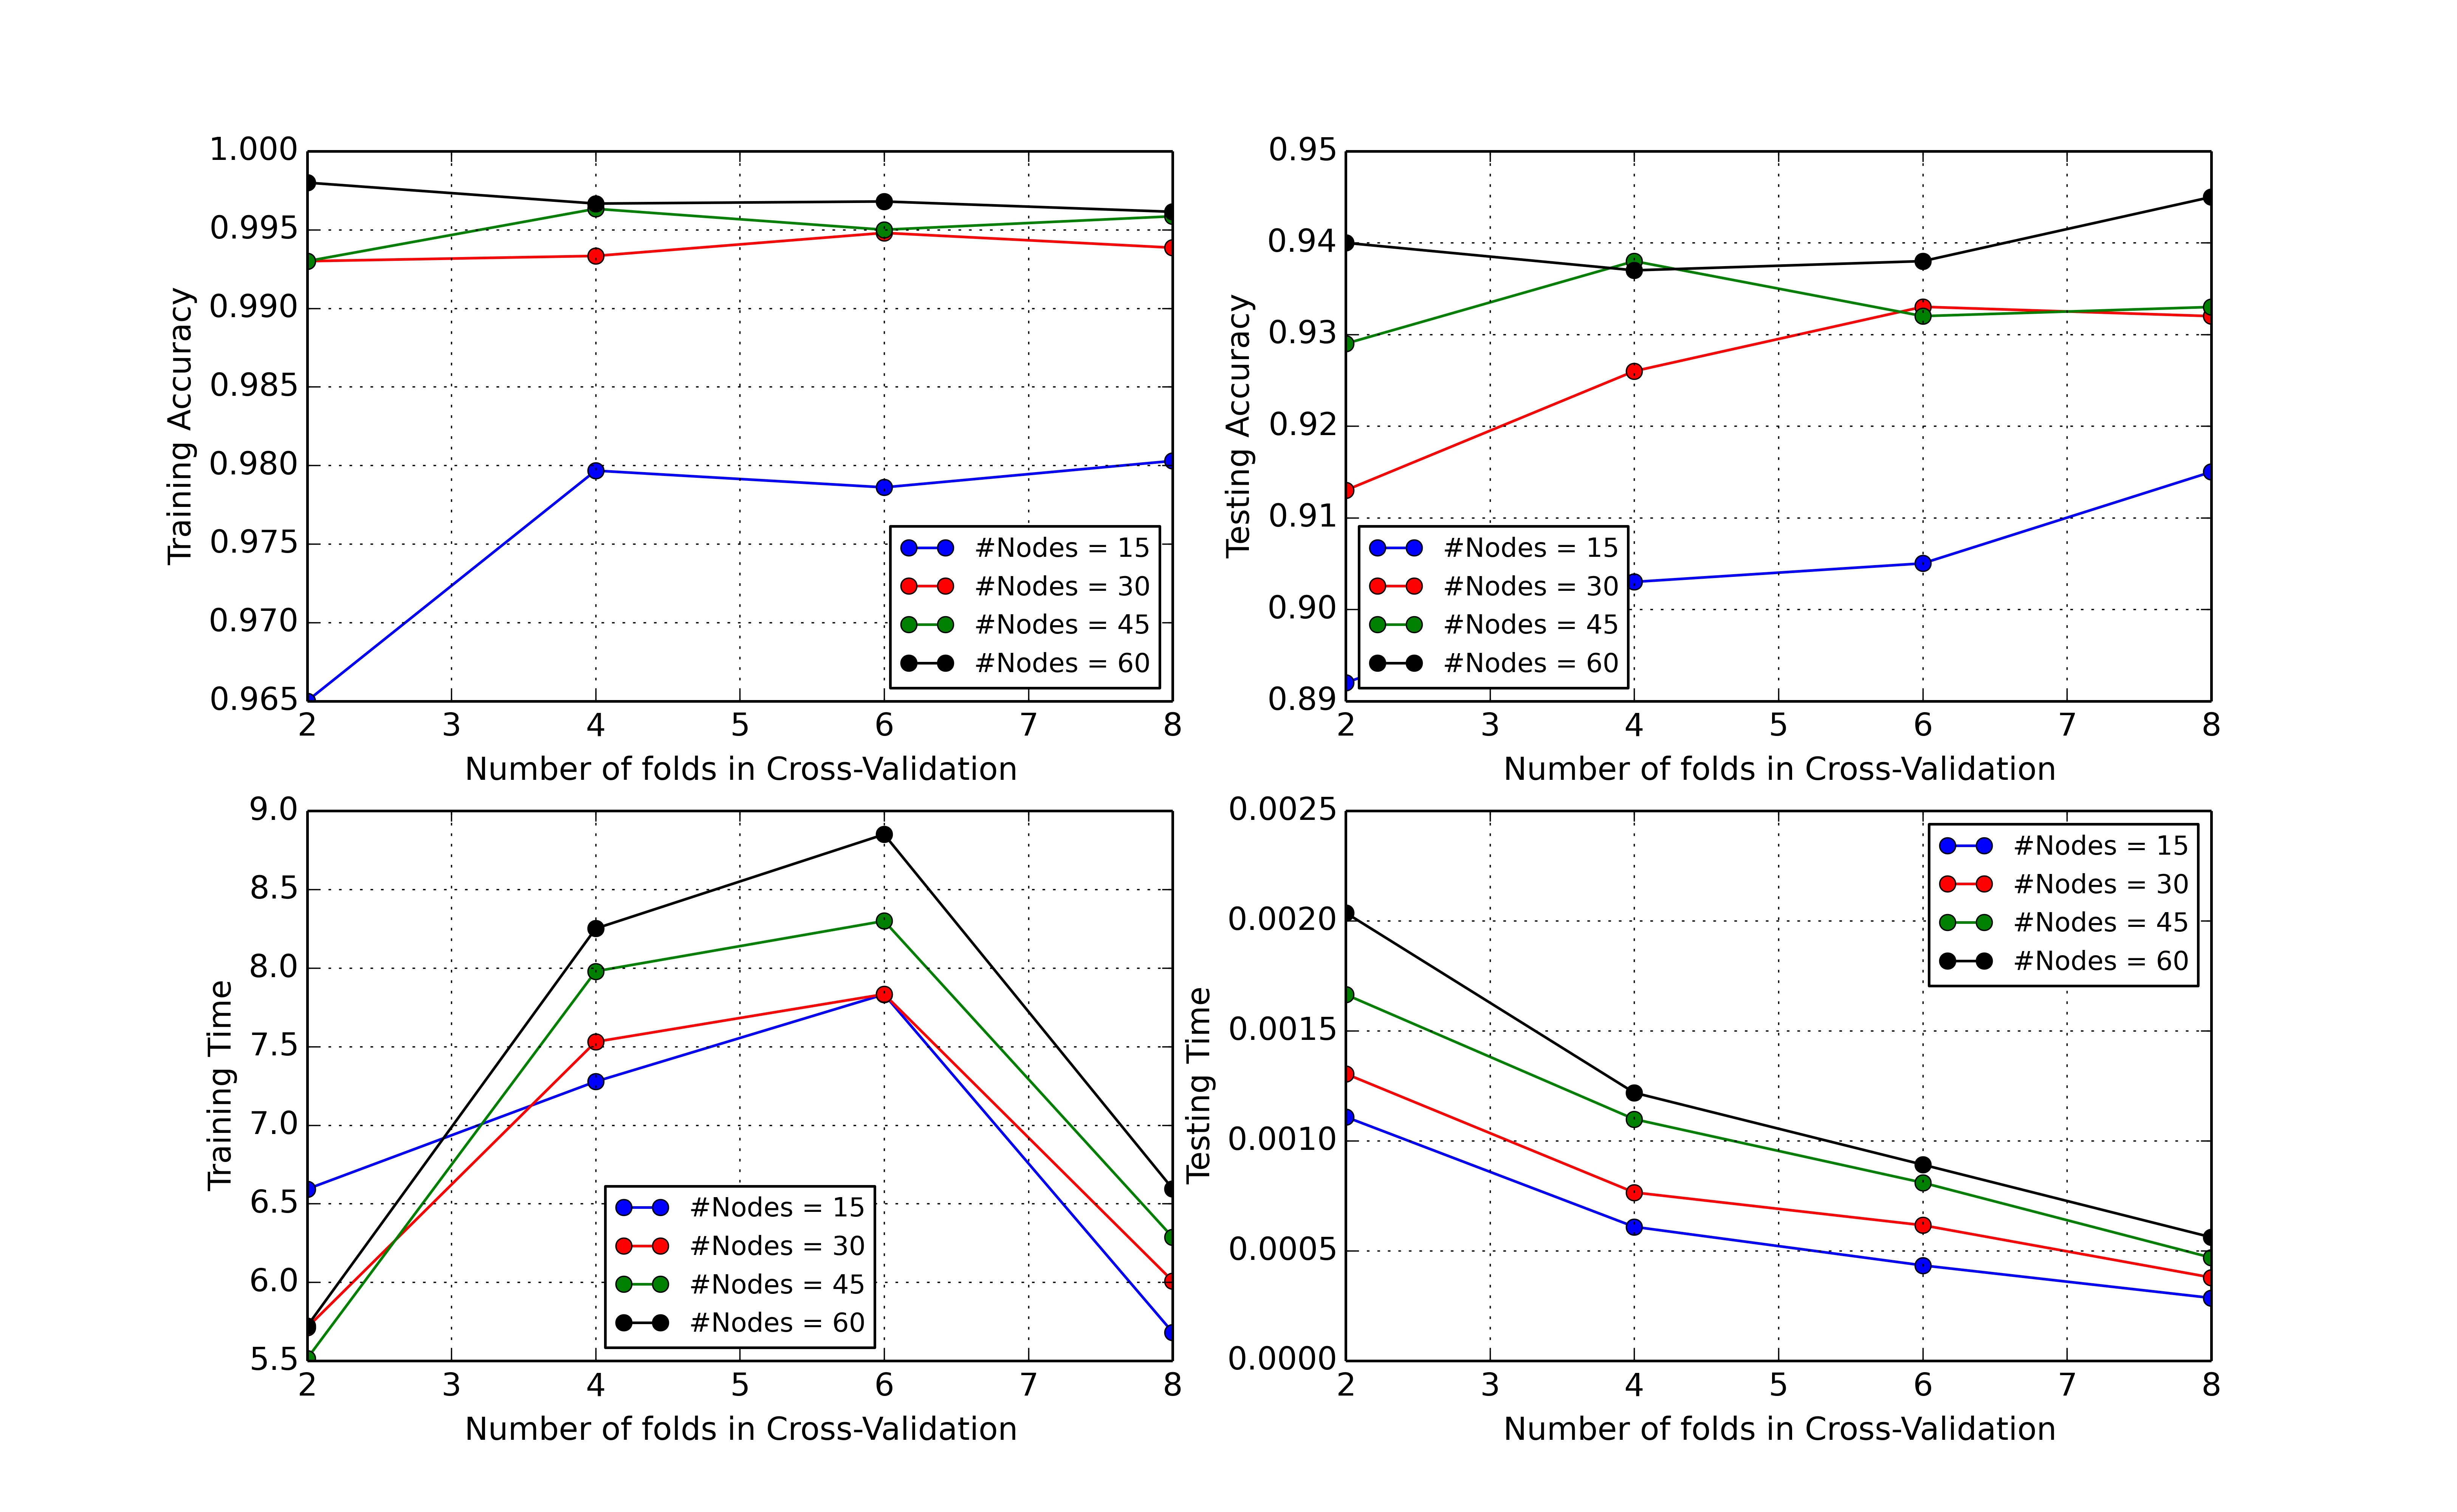 1.000
0.995
0.990
0.985
0.980
0.975
0.970
0.965
Training Accuracy
2 3 4 5 6 7 8
Number of folds in Cross-Validation
#Nodes = 15
#Nodes = 30
#Nodes = 45
#Nodes = 60
0.95
0.94
0.93
0.92
0.91
0.90
0.89
Testing Accuracy
2 3 4 5 6 7 8
Number of folds in Cross-Validation
#Nodes = 15
#Nodes = 30
#Nodes = 45
#Nodes = 60
9.0
8.5
8.0
7.5
7.0
6.5
6.0
5.5
Training Time
2 3 4 5 6 7 8
Number of folds in Cross-Validation
#Nodes = 15
#Nodes = 30
#Nodes = 45
#Nodes = 60
0.0025
0.0020
0.0015
0.0010
0.0005
0.0000
Testing Time
2 3 4 5 6 7 8
Number of folds in Cross-Validation
#Nodes = 15
#Nodes = 30
#Nodes = 45
#Nodes = 60